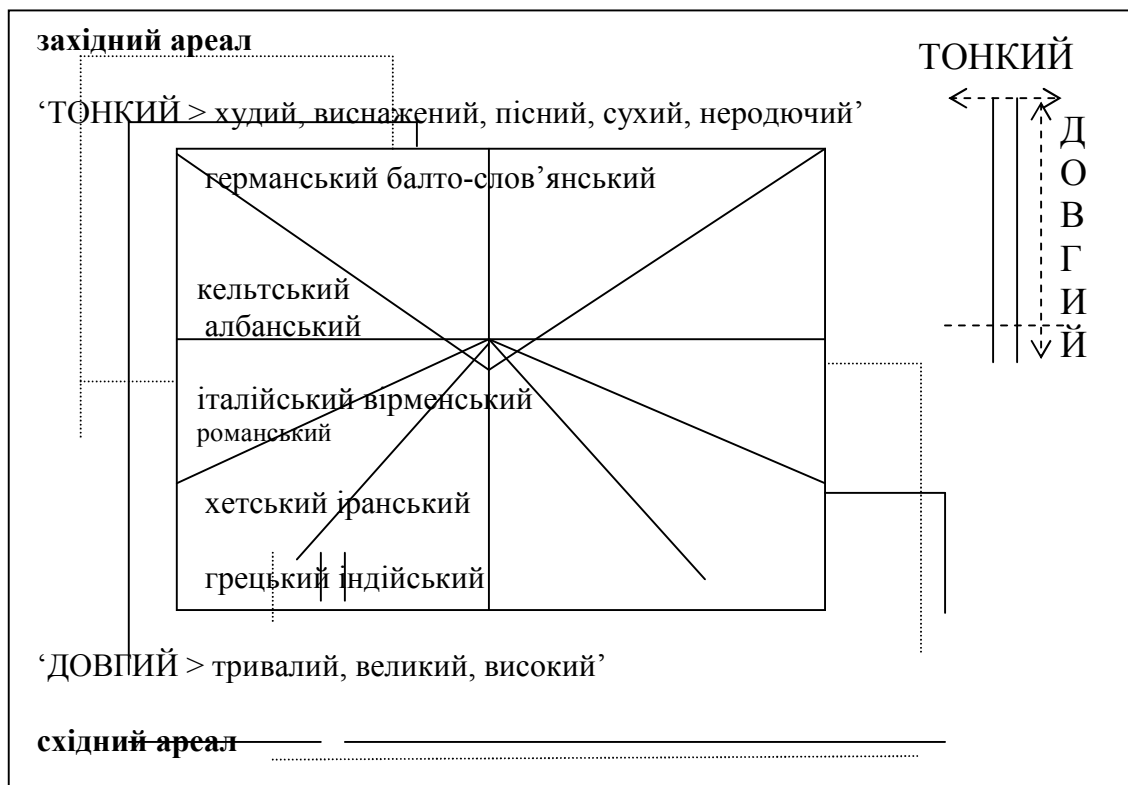 західний ареал
ТОНКИЙ
‘ТОНКИЙ > худий, виснажений, пісний, сухий, неродючий’
ДОВГИЙ
германський балто-слов’янський
кельтський
албанський
італійський вірменський
романський
хетський іранський
грецький індійський
‘ДОВГИЙ > тривалий, великий, високий’
східний ареал